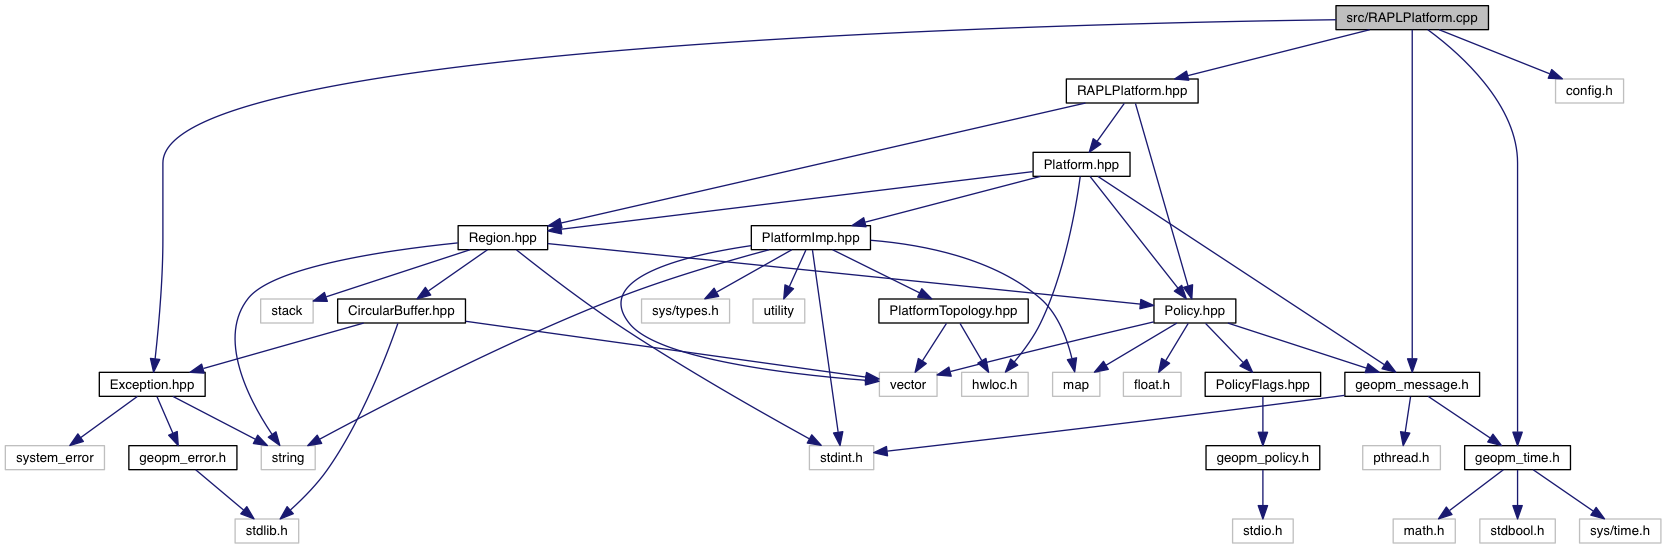 src/RAPLPlatform.cpp
RAPLPlatform.hpp
config.h
Platform.hpp
Region.hpp
PlatformImp.hpp
stack
CircularBuffer.hpp
sys/types.h
utility
PlatformTopology.hpp
Policy.hpp
Exception.hpp
vector
hwloc.h
map
float.h
PolicyFlags.hpp
geopm_message.h
system_error
geopm_error.h
string
stdint.h
geopm_policy.h
pthread.h
geopm_time.h
stdlib.h
stdio.h
math.h
stdbool.h
sys/time.h